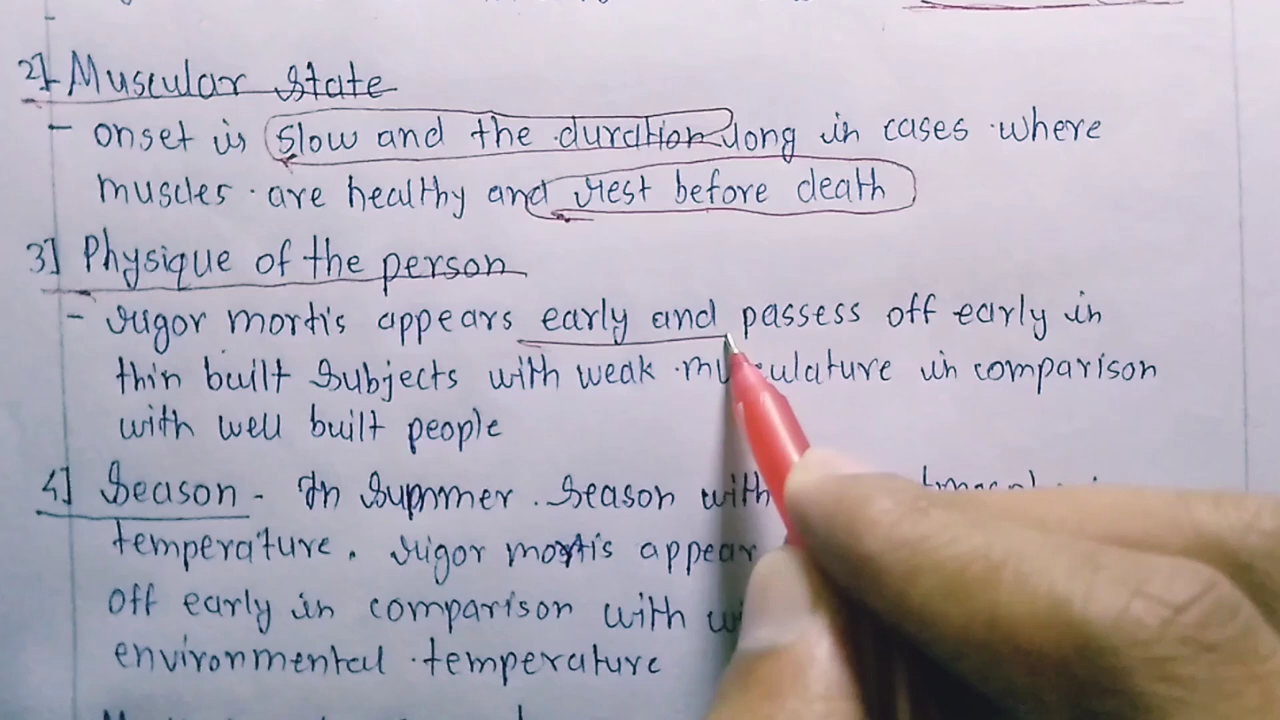 2] Muscular State
- onset is slow and the duration long in cases where
muscles are healthy and rest before death
3] Physique of the person
- rigor mortis appears early and passess off early in
thin built subjects with weak musculature in comparison
with well built people
4] Season - In Summer Season with
temperature. rigor mortis appear
off early in comparison with
environmental temperature